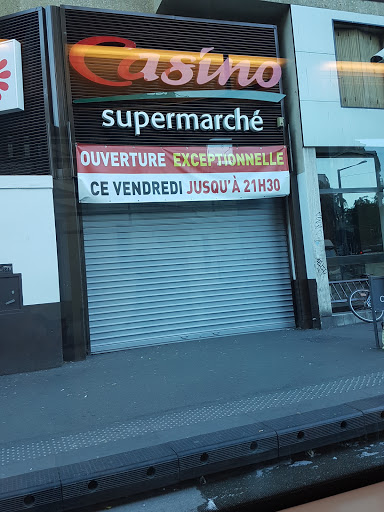 Casino
supermarché
OUVERTURE EXCEPTIONNELLE
CE VENDREDI JUSQU'À 21H30